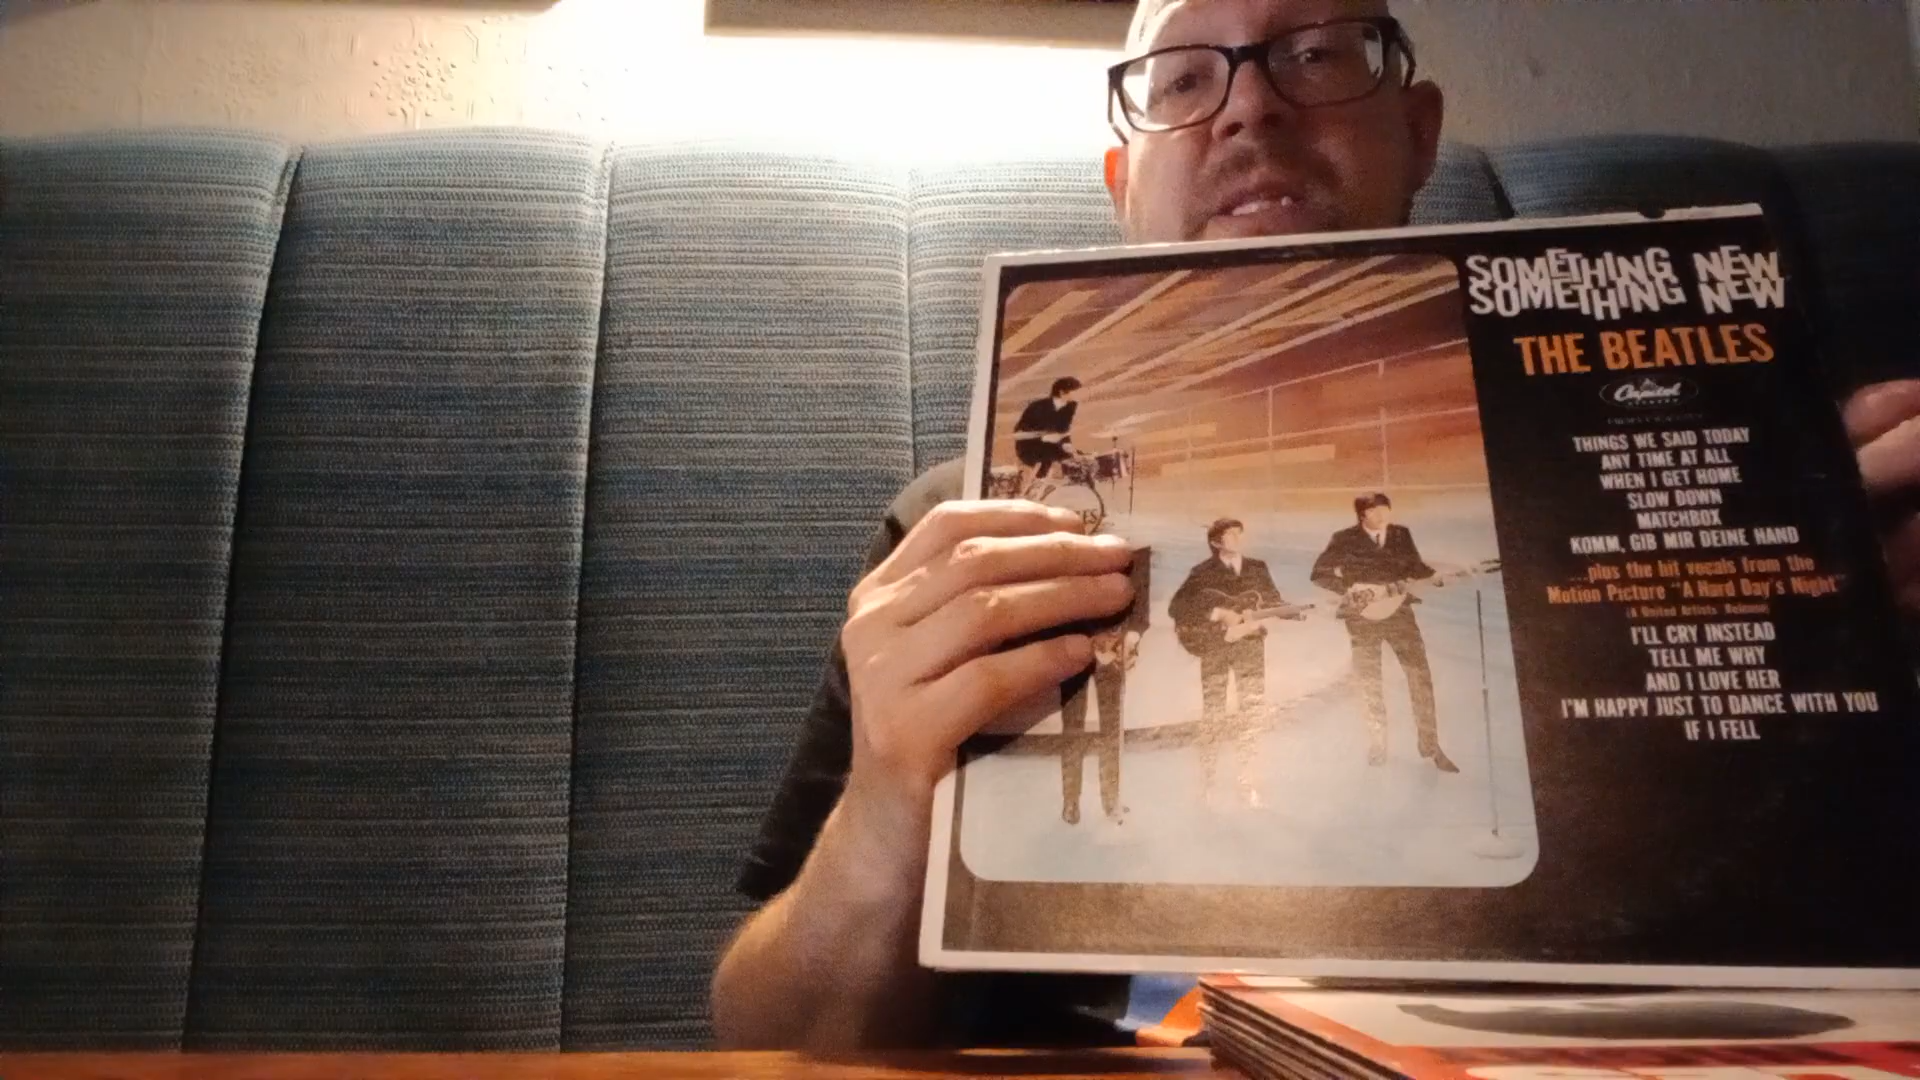 SOMETHING NEW
SOMETHING NEW
THE BEATLES
Capitol
RECORDS
THINGS WE SAID TODAY
ANY TIME AT ALL
WHEN I GET HOME
SLOW DOWN
MATCHBOX
KOMM, GIB MIR DEINE HAND
...plus the hit vocals from the
Motion Picture "A Hard Day's Night"
(A United Artists Release)
I'LL CRY INSTEAD
TELL ME WHY
AND I LOVE HER
I'M HAPPY JUST TO DANCE WITH YOU
IF I FELL